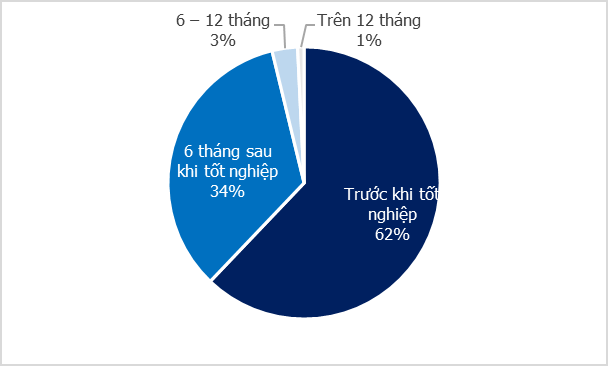 6 – 12 tháng
3%
Trên 12 tháng
1%
6 tháng sau
khi tốt nghiệp
34%
Trước khi tốt
nghiệp
62%